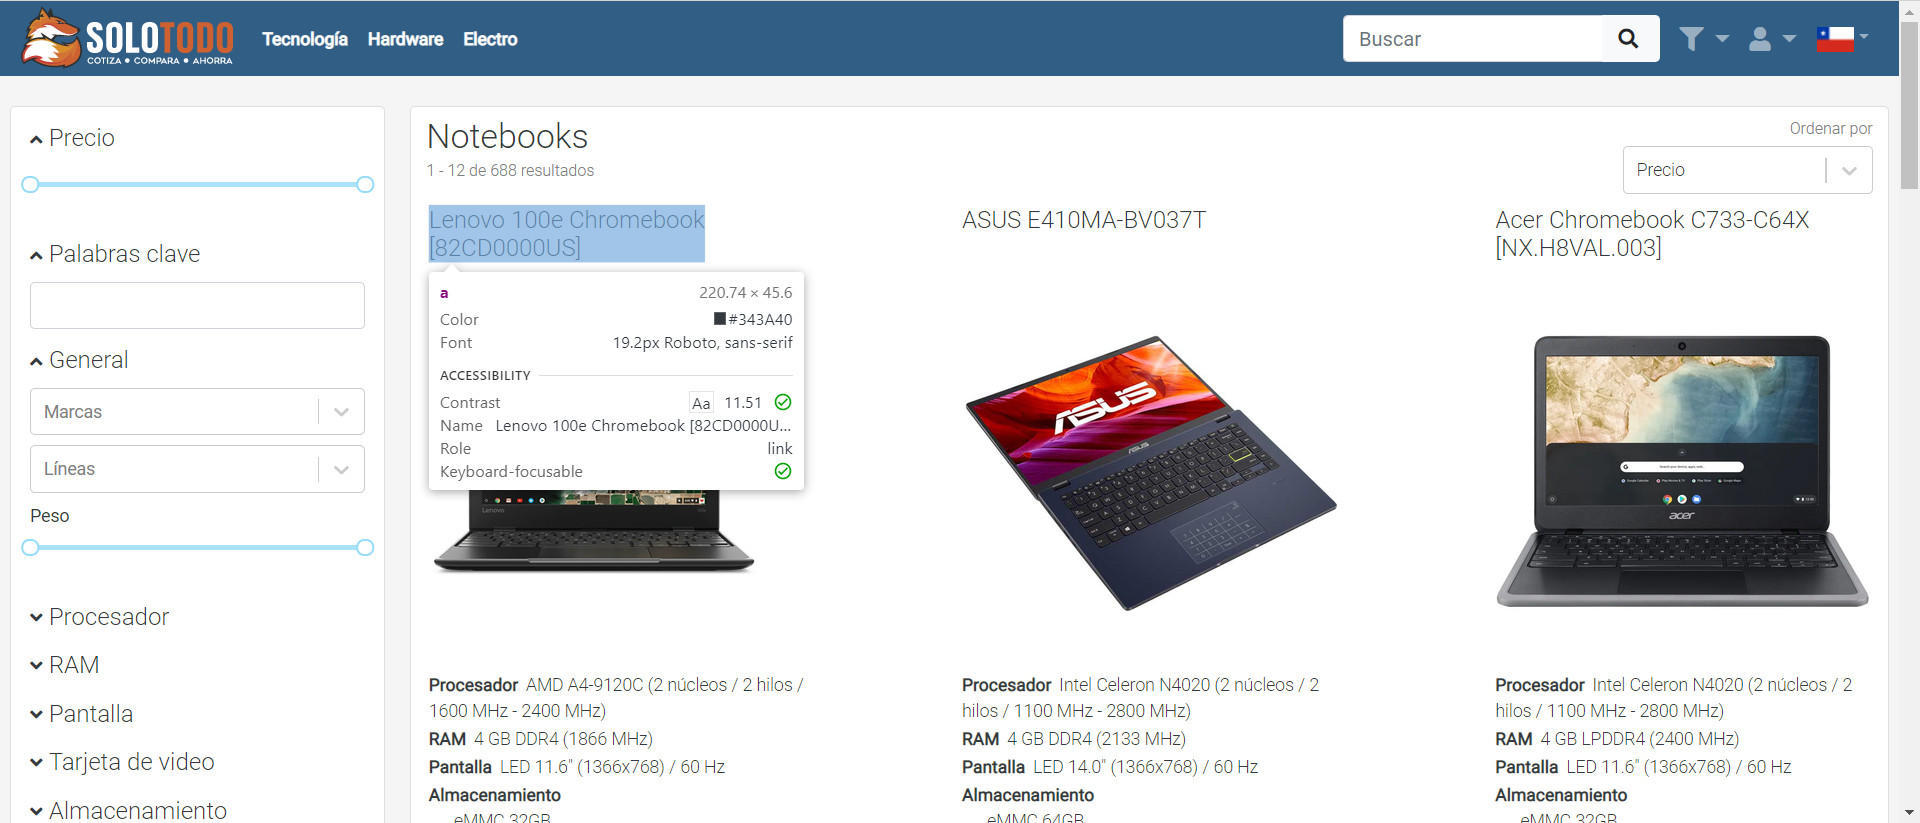 SOLOTODO
COTIZA • COMPARA • AHORRA
Tecnología Hardware Electro
Buscar
Precio
Palabras clave
General
Marcas
Líneas
Peso
Procesador
RAM
Pantalla
Tarjeta de video
Almacenamiento
Notebooks
1 - 12 de 688 resultados
Ordenar por
Precio
Lenovo 100e Chromebook
[82CD0000US]
a 220.74 × 45.6
Color #343A40
Font 19.2px Roboto, sans-serif
ACCESSIBILITY
Contrast Aa 11.51
Name Lenovo 100e Chromebook [82CD0000U...
Role link
Keyboard-focusable
Lenovo
Procesador AMD A4-9120C (2 núcleos / 2 hilos /
1600 MHz - 2400 MHz)
RAM 4 GB DDR4 (1866 MHz)
Pantalla LED 11.6" (1366x768) / 60 Hz
Almacenamiento
eMMC 32GB
ASUS E410MA-BV037T
ASUS
ASUS
Procesador Intel Celeron N4020 (2 núcleos / 2
hilos / 1100 MHz - 2800 MHz)
RAM 4 GB DDR4 (2133 MHz)
Pantalla LED 14.0" (1366x768) / 60 Hz
Almacenamiento
eMMC 64GB
Acer Chromebook C733-C64X
[NX.H8VAL.003]
acer
Procesador Intel Celeron N4020 (2 núcleos / 2
hilos / 1100 MHz - 2800 MHz)
RAM 4 GB LPDDR4 (2400 MHz)
Pantalla LED 11.6" (1366x768) / 60 Hz
Almacenamiento
eMMC 32GB